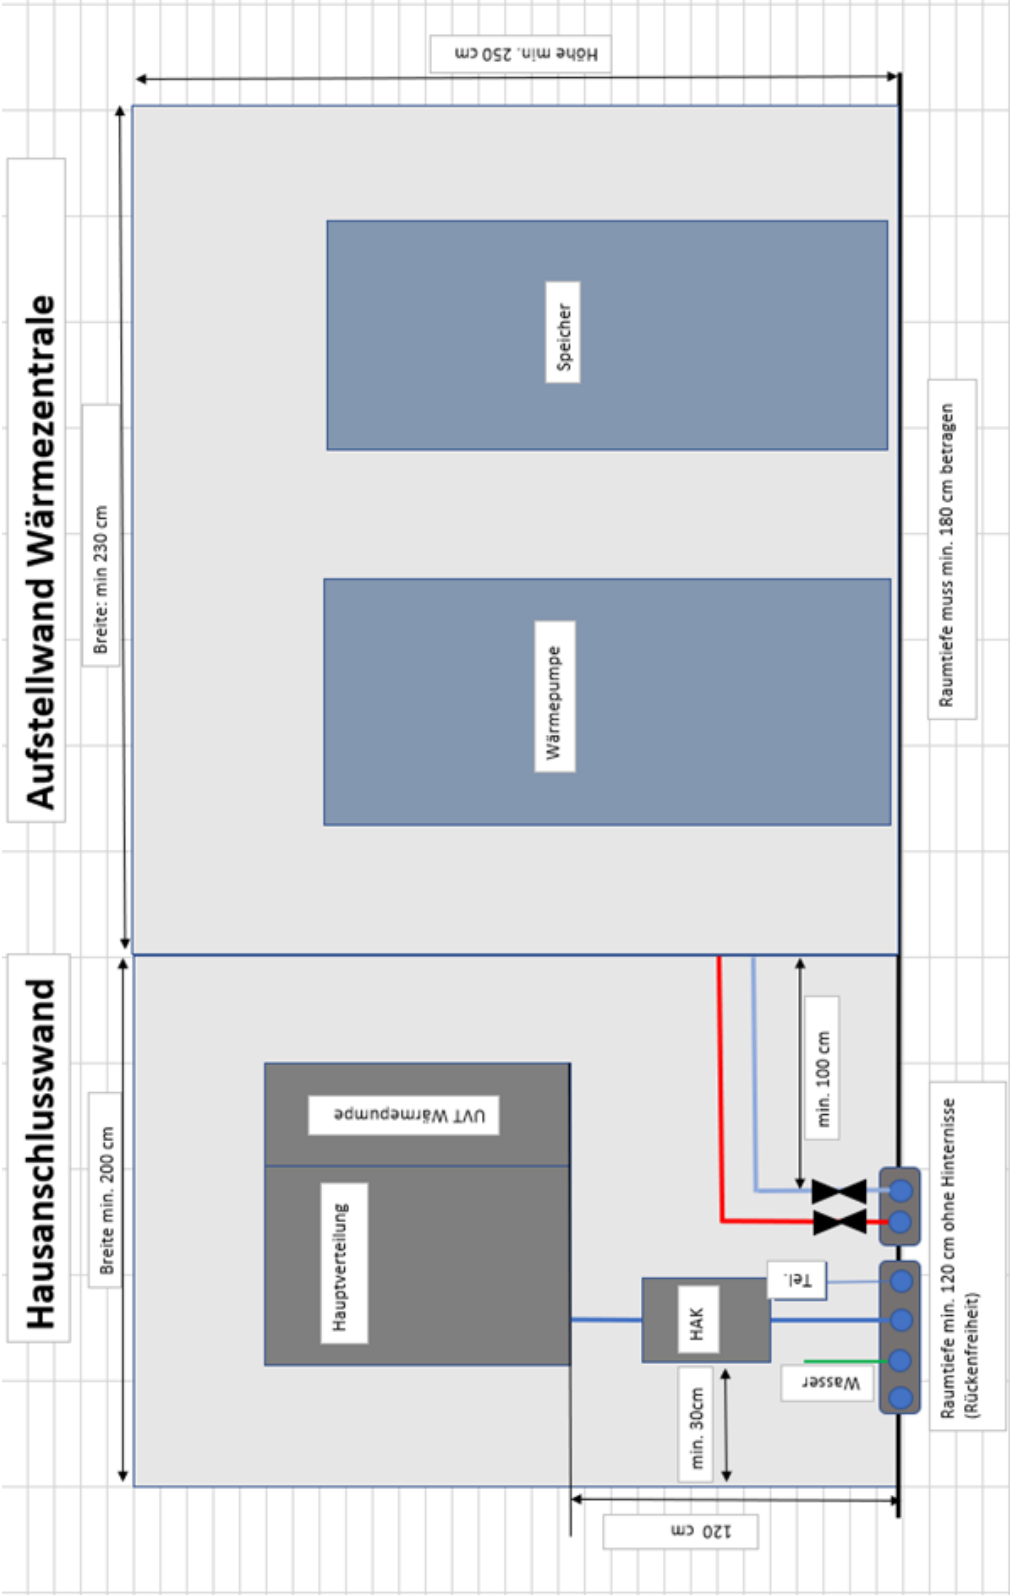 Hausanschlusswand
Aufstellwand Wärmezentrale
Breite min. 200 cm
Breite: min 230 cm
Höhe min. 250 cm
Hauptverteilung
UVT Wärmepumpe
Wärmepumpe
Speicher
120 cm
min. 30cm
HAK
Wasser
Tel.
min. 100 cm
Raumtiefe min. 120 cm ohne Hinternisse
(Rückenfreiheit)
Raumtiefe muss min. 180 cm betragen